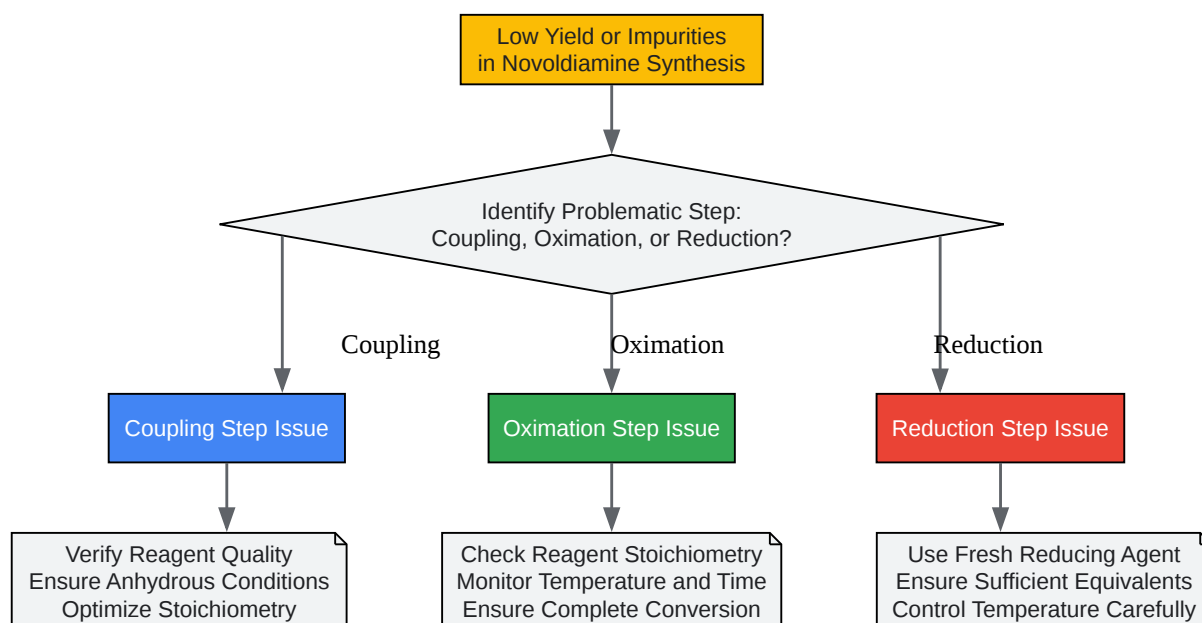 Low Yield or Impurities
in Novoldiamine Synthesis
Identify Problematic Step:
Coupling, Oximation, or Reduction?
Coupling
Oximation
Reduction
Coupling Step Issue
Oximation Step Issue
Reduction Step Issue
Verify Reagent Quality
Ensure Anhydrous Conditions
Optimize Stoichiometry
Check Reagent Stoichiometry
Monitor Temperature and Time
Ensure Complete Conversion
Use Fresh Reducing Agent
Ensure Sufficient Equivalents
Control Temperature Carefully